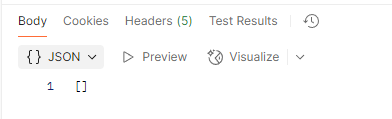 Body Cookies Headers (5) Test Results
{} JSON Preview Visualize
1 []